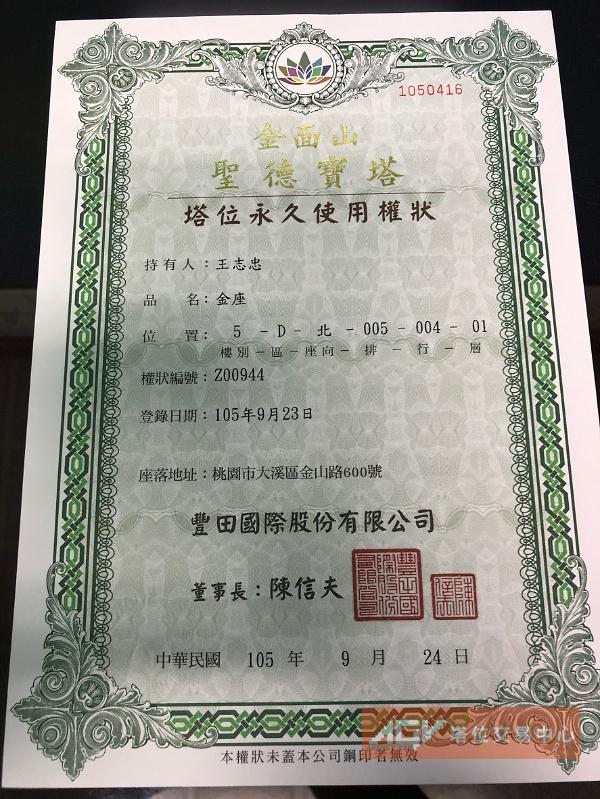 1050416
金面山
聖德寶塔
塔位永久使用權狀
持有人：王志忠
品　名：金座
位　置：5-D-北-005-004-01
樓別-區-座向-排-行-層
權狀編號：Z00944
登錄日期：105年9月23日
座落地址：桃園市大溪區金山路600號
豐田國際股份有限公司
董事長：陳信夫
中華民國 105 年 9 月 24 日
塔位交易中心
本權狀未蓋本公司鋼印者無效